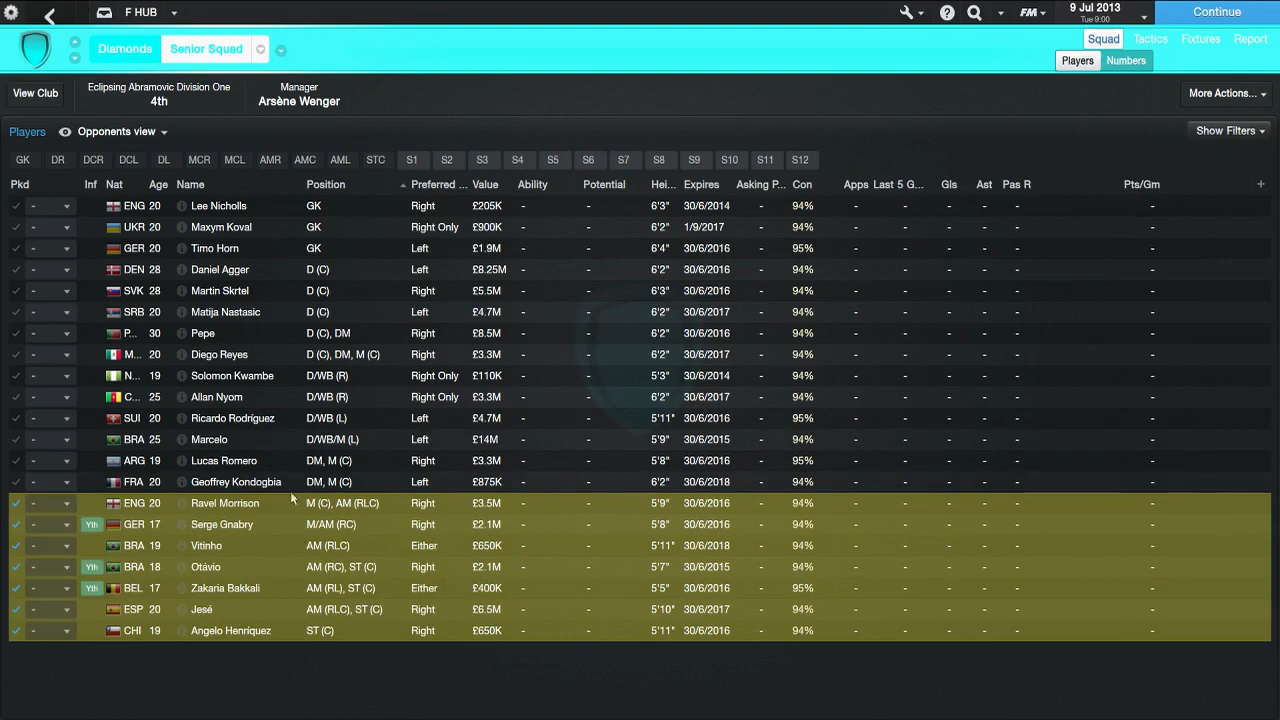 F HUB FM 9 Jul 2013 Tue 9:00 Continue
Diamonds Senior Squad Squad Tactics Fixtures Report
Players Numbers
View Club Eclipsing Abramovic Division One 4th Manager Arsène Wenger More Actions...
Players Opponents view Show Filters
GK DR DCR DCL DL MCR MCL AMR AMC AML STC S1 S2 S3 S4 S5 S6 S7 S8 S9 S10 S11 S12
Pkd Inf Nat Age Name Position Preferred ... Value Ability Potential Hei... Expires Asking P... Con Apps Last 5 G... Gls Ast Pas R Pts/Gm +
- ENG 20 Lee Nicholls GK Right £205K - - 6'3" 30/6/2014 - 94% - - - - - -
- UKR 20 Maxym Koval GK Right Only £900K - - 6'2" 1/9/2017 - 94% - - - - - -
- GER 20 Timo Horn GK Left £1.9M - - 6'4" 30/6/2016 - 95% - - - - - -
- DEN 28 Daniel Agger D (C) Left £8.25M - - 6'2" 30/6/2016 - 94% - - - - - -
- SVK 28 Martin Skrtel D (C) Right £5.5M - - 6'3" 30/6/2016 - 94% - - - - - -
- SRB 20 Matija Nastasic D (C) Left £4.7M - - 6'2" 30/6/2017 - 94% - - - - - -
- P... 30 Pepe D (C), DM Right £8.5M - - 6'2" 30/6/2016 - 94% - - - - - -
- M... 20 Diego Reyes D (C), DM, M (C) Right £3.3M - - 6'2" 30/6/2017 - 94% - - - - - -
- N... 19 Solomon Kwambe D/WB (R) Right Only £110K - - 5'3" 30/6/2014 - 94% - - - - - -
- C... 25 Allan Nyom D/WB (R) Right Only £3.3M - - 6'2" 30/6/2017 - 94% - - - - - -
- SUI 20 Ricardo Rodríguez D/WB (L) Left £4.7M - - 5'11" 30/6/2016 - 95% - - - - - -
- BRA 25 Marcelo D/WB/M (L) Left £14M - - 5'9" 30/6/2015 - 94% - - - - - -
- ARG 19 Lucas Romero DM, M (C) Right £3.3M - - 5'8" 30/6/2016 - 95% - - - - - -
- FRA 20 Geoffrey Kondogbia DM, M (C) Left £875K - - 6'2" 30/6/2018 - 94% - - - - - -
- ENG 20 Ravel Morrison M (C), AM (RLC) Right £3.5M - - 5'9" 30/6/2016 - 94% - - - - - -
- Yth GER 17 Serge Gnabry M/AM (RC) Right £2.1M - - 5'8" 30/6/2016 - 94% - - - - - -
- BRA 19 Vitinho AM (RLC) Either £650K - - 5'11" 30/6/2018 - 94% - - - - - -
- Yth BRA 18 Otávio AM (RC), ST (C) Right £2.1M - - 5'7" 30/6/2015 - 94% - - - - - -
- Yth BEL 17 Zakaria Bakkali AM (RL), ST (C) Either £400K - - 5'5" 30/6/2016 - 95% - - - - - -
- ESP 20 Jesé AM (RLC), ST (C) Right £6.5M - - 5'10" 30/6/2017 - 94% - - - - - -
- CHI 19 Angelo Henríquez ST (C) Right £650K - - 5'11" 30/6/2016 - 94% - - - - - -